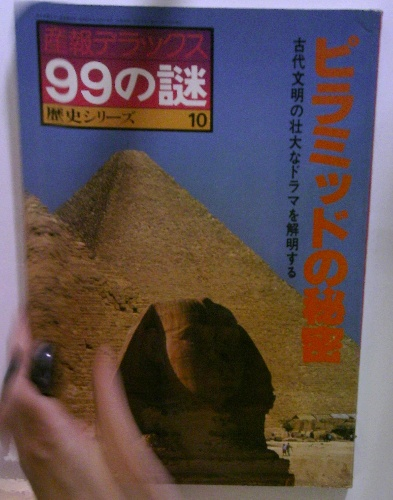 産報デラックス
99の謎
歴史シリーズ 10
ピラミッドの秘密
古代文明の壮大なドラマを解明する